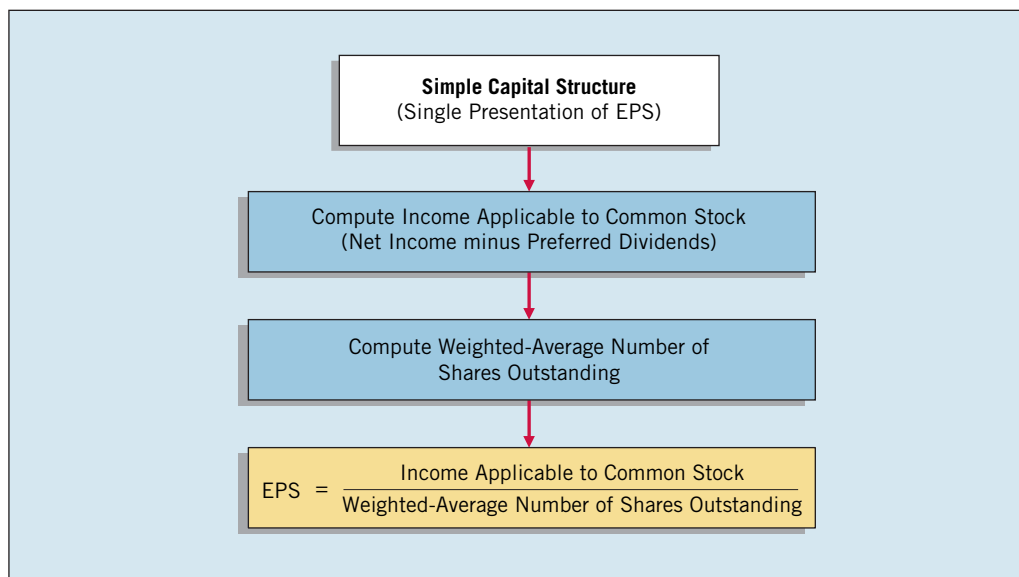 Simple Capital Structure
(Single Presentation of EPS)
Compute Income Applicable to Common Stock
(Net Income minus Preferred Dividends)
Compute Weighted-Average Number of
Shares Outstanding
EPS = Income Applicable to Common Stock
Weighted-Average Number of Shares Outstanding